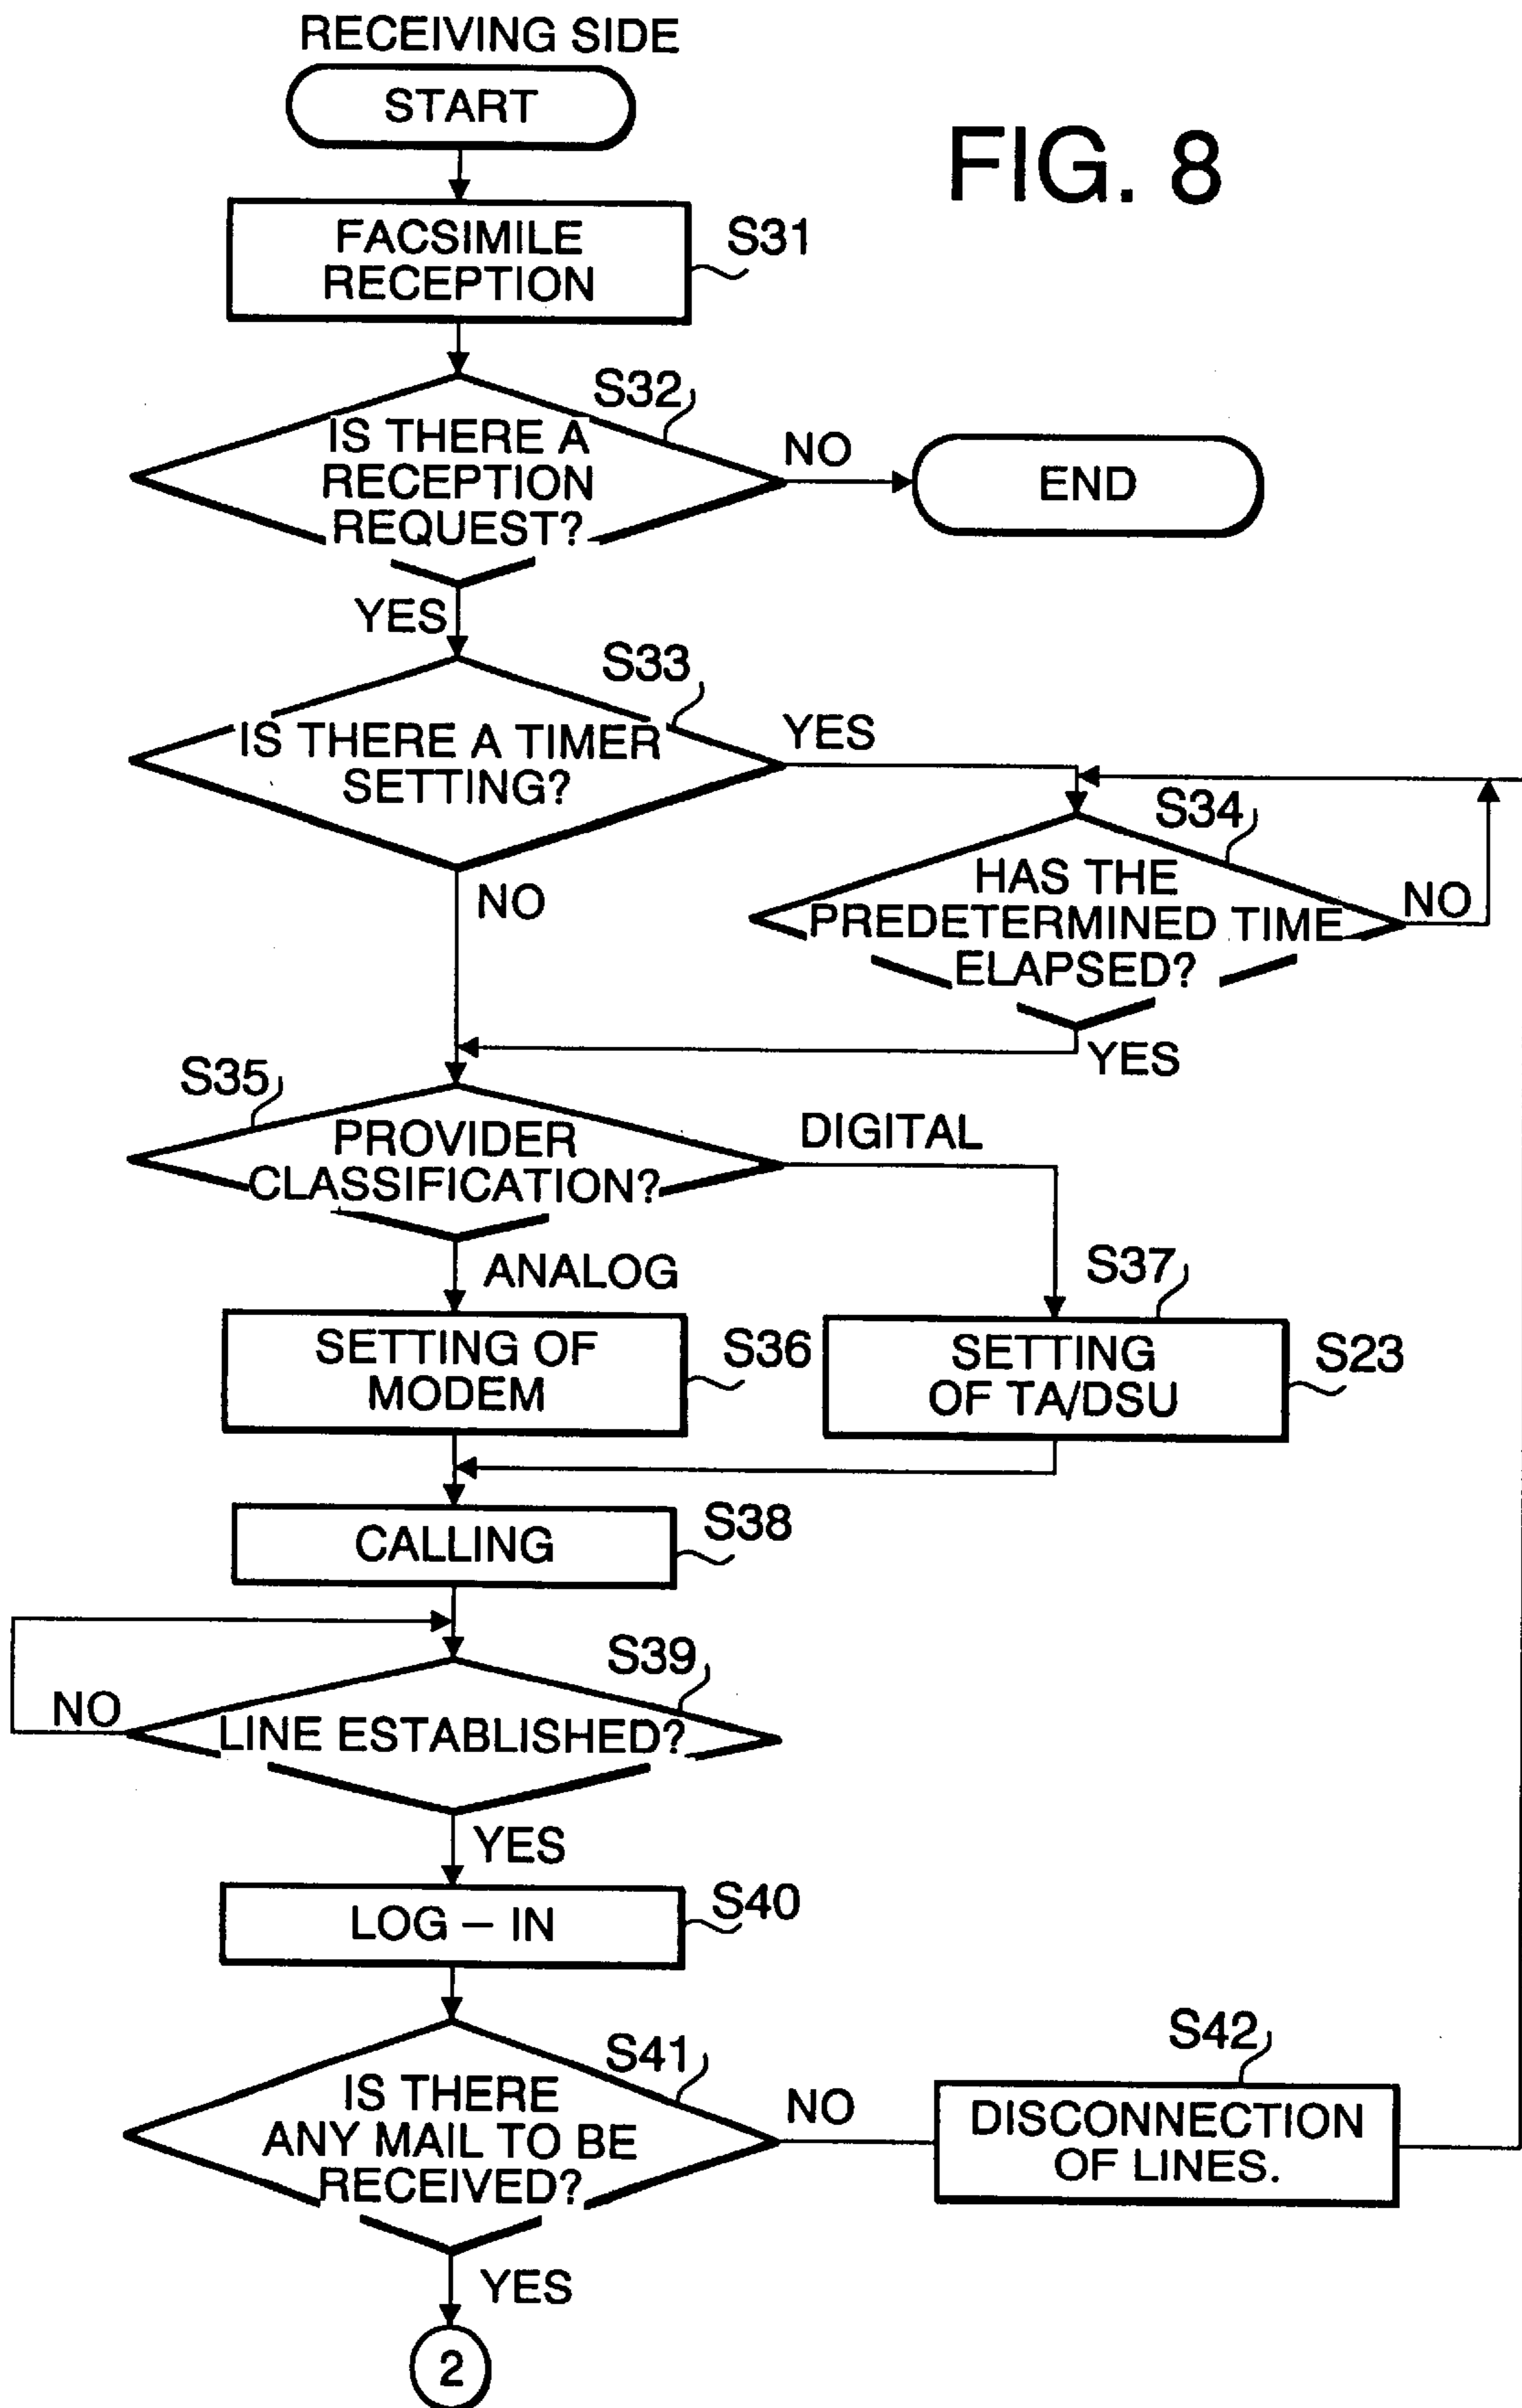 RECEIVING SIDE
START
FIG. 8
FACSIMILE
RECEPTION
S31
S32
IS THERE A
RECEPTION
REQUEST?
NO
END
YES
S33
IS THERE A TIMER
SETTING?
YES
S34
HAS THE
PREDETERMINED TIME
ELAPSED?
NO
NO
YES
S35
PROVIDER
CLASSIFICATION?
DIGITAL
ANALOG
S37
SETTING OF
MODEM
S36
SETTING
OF TA/DSU
S23
CALLING
S38
S39
NO
LINE ESTABLISHED?
YES
LOG – IN
S40
S41
IS THERE
ANY MAIL TO BE
RECEIVED?
NO
S42
DISCONNECTION
OF LINES.
YES
2